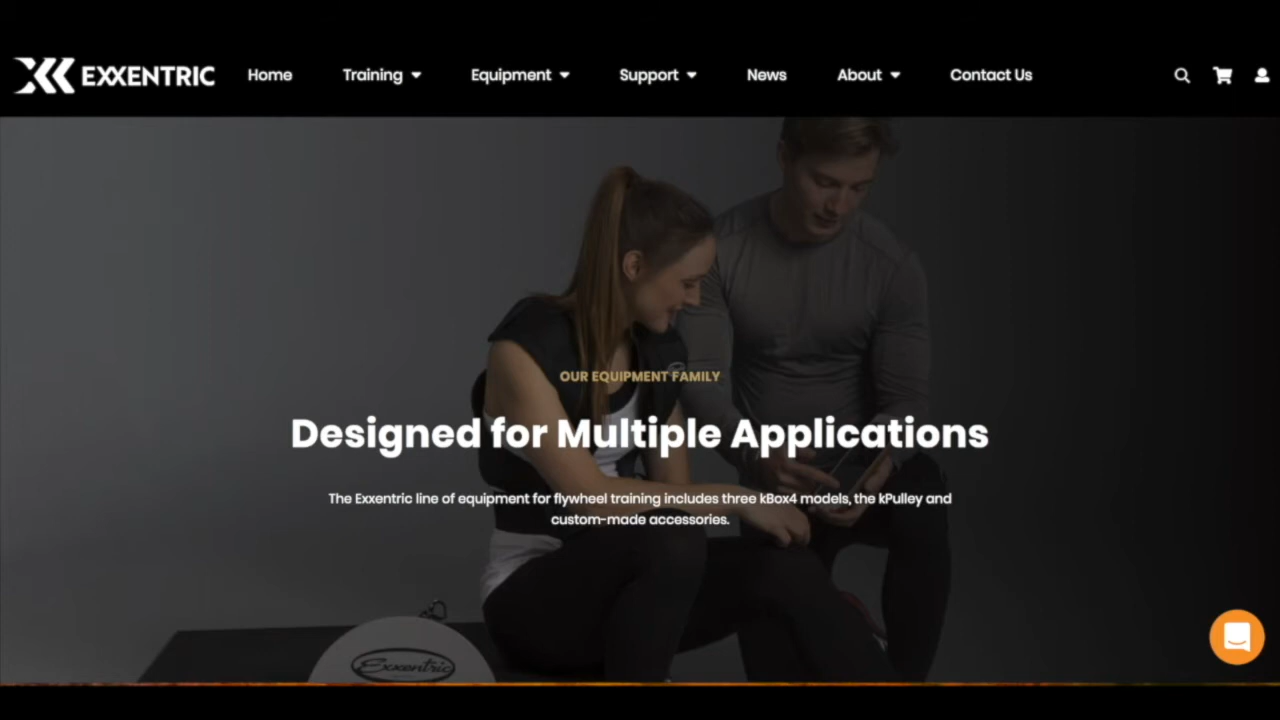 EXXENTRIC Home Training Equipment Support News About Contact Us
OUR EQUIPMENT FAMILY
Designed for Multiple Applications
The Exxentric line of equipment for flywheel training includes three kBox4 models, the kPulley and
custom-made accessories.
Exxentric